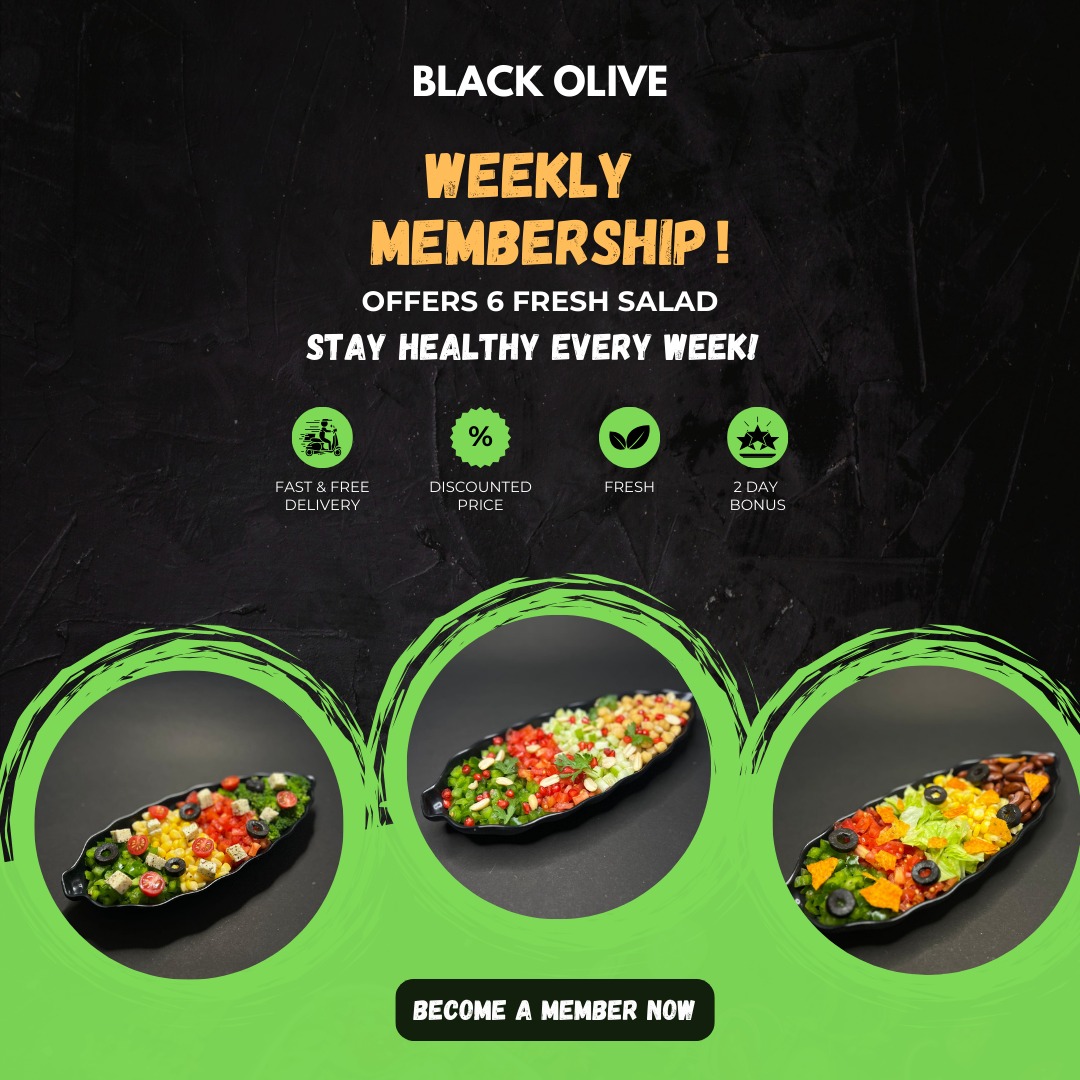 BLACK OLIVE
WEEKLY
MEMBERSHIP!
OFFERS 6 FRESH SALAD
STAY HEALTHY EVERY WEEK!
%
FAST & FREE
DELIVERY
DISCOUNTED
PRICE
FRESH
2 DAY
BONUS
BECOME A MEMBER NOW